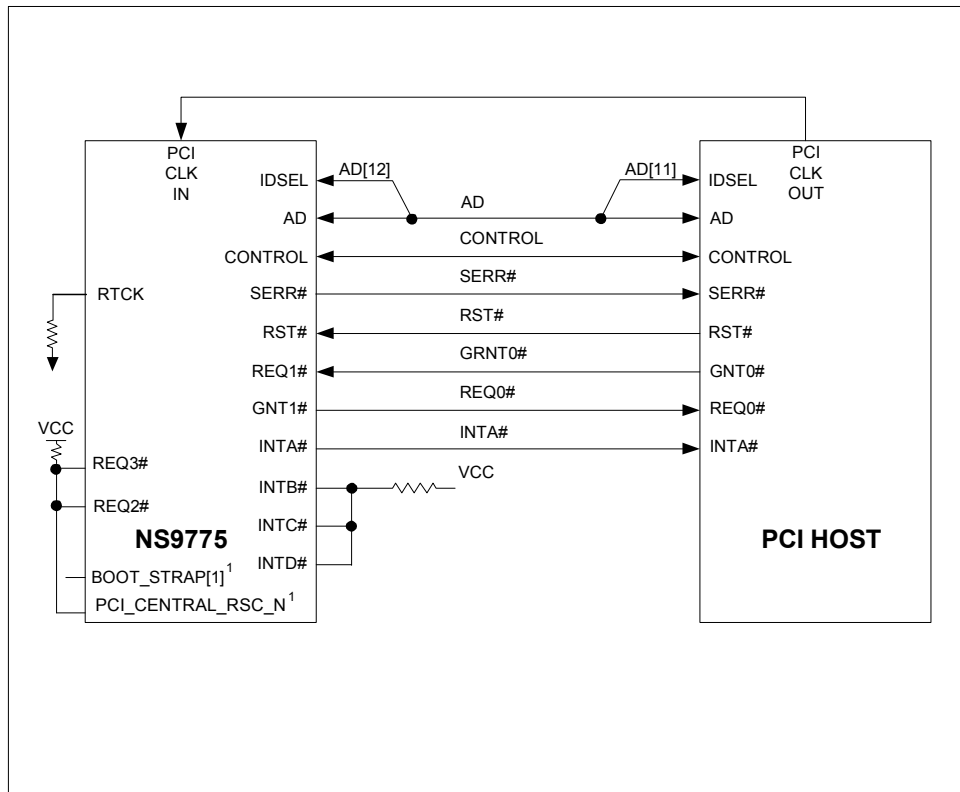 PCI
CLK
IN
PCI
CLK
OUT
IDSEL
AD[12]
AD[11]
IDSEL
AD
AD
AD
CONTROL
CONTROL
CONTROL
RTCK
SERR#
SERR#
SERR#
RST#
RST#
RST#
REQ1#
GRNT0#
GNT0#
GNT1#
REQ0#
REQ0#
VCC
INTA#
INTA#
INTA#
REQ3#
INTB#
VCC
REQ2#
INTC#
NS9775
PCI HOST
INTD#
BOOT_STRAP[1]¹
PCI_CENTRAL_RSC_N¹